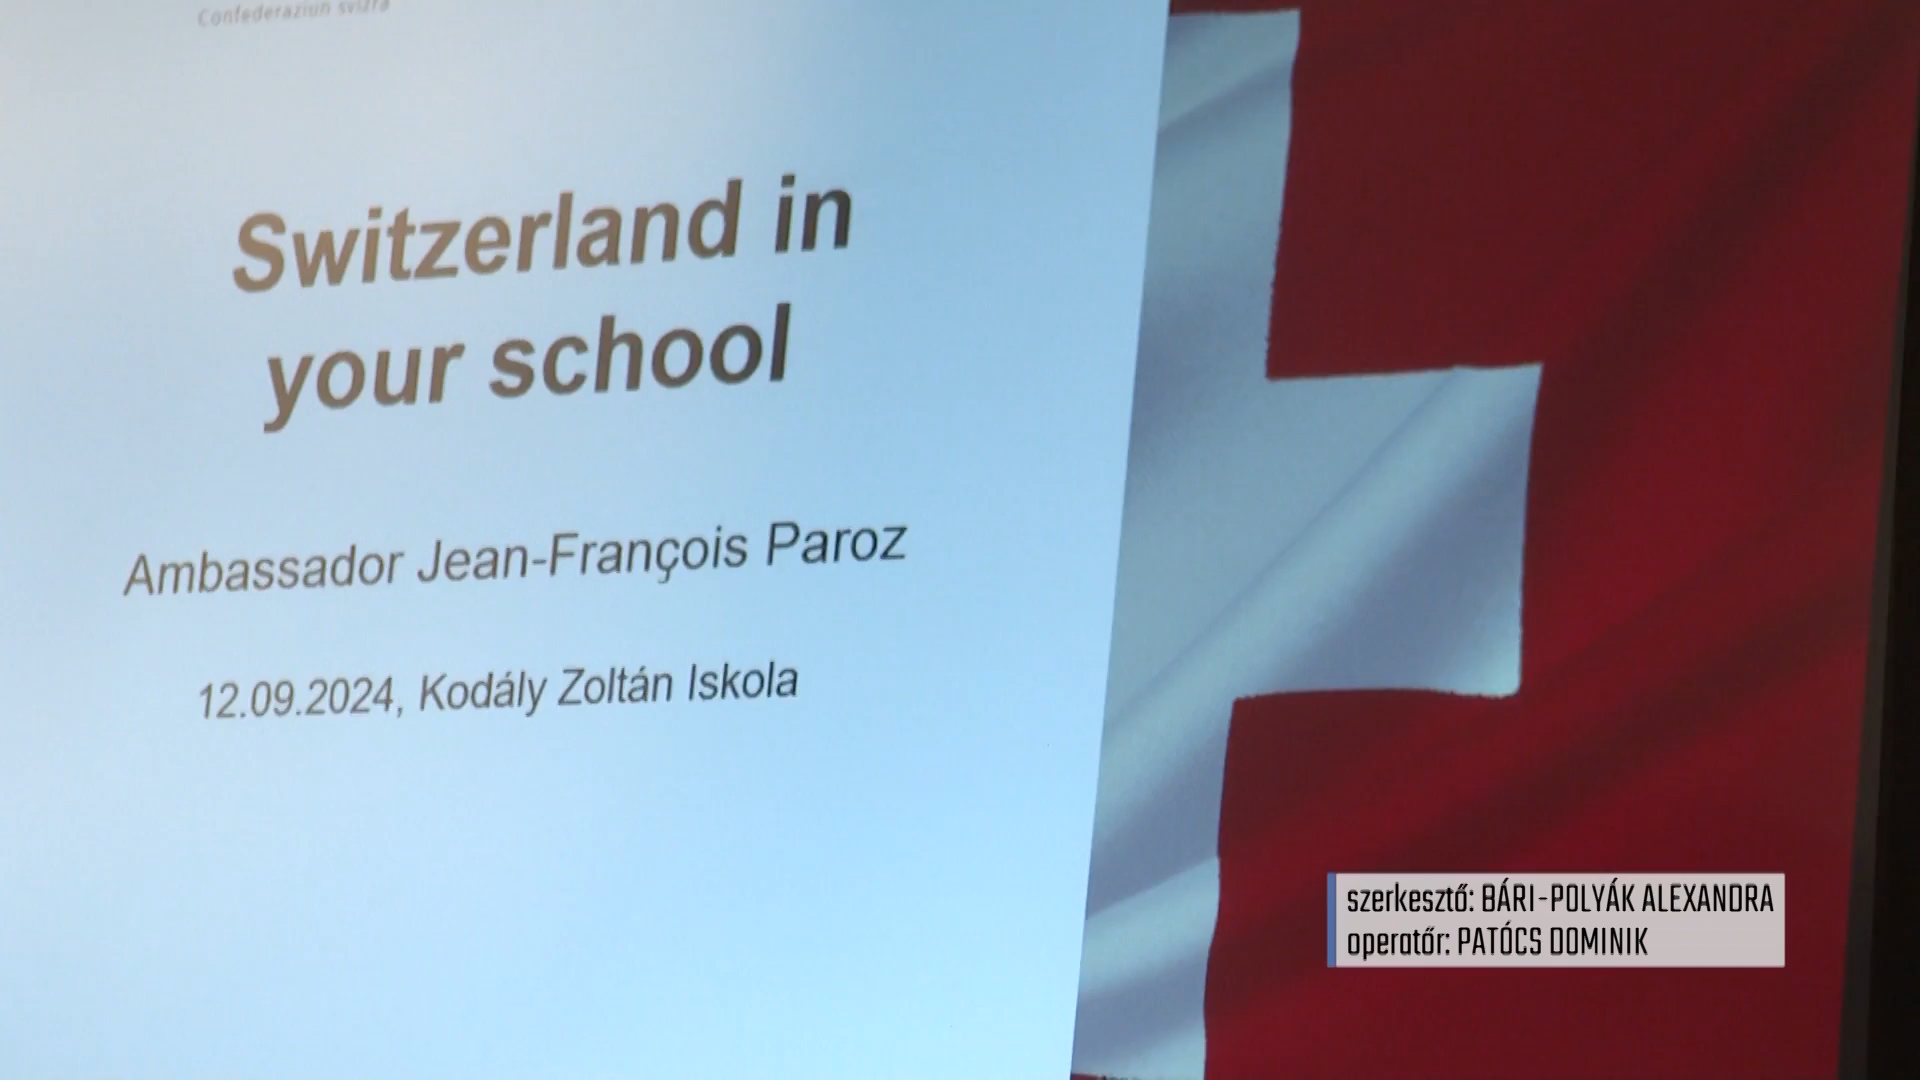 Confederaziun svizra
Switzerland in
your school
Ambassador Jean-François Paroz
12.09.2024, Kodály Zoltán Iskola
szerkesztő: BÁRI-POLYÁK ALEXANDRA
operatőr: PATÓCS DOMINIK